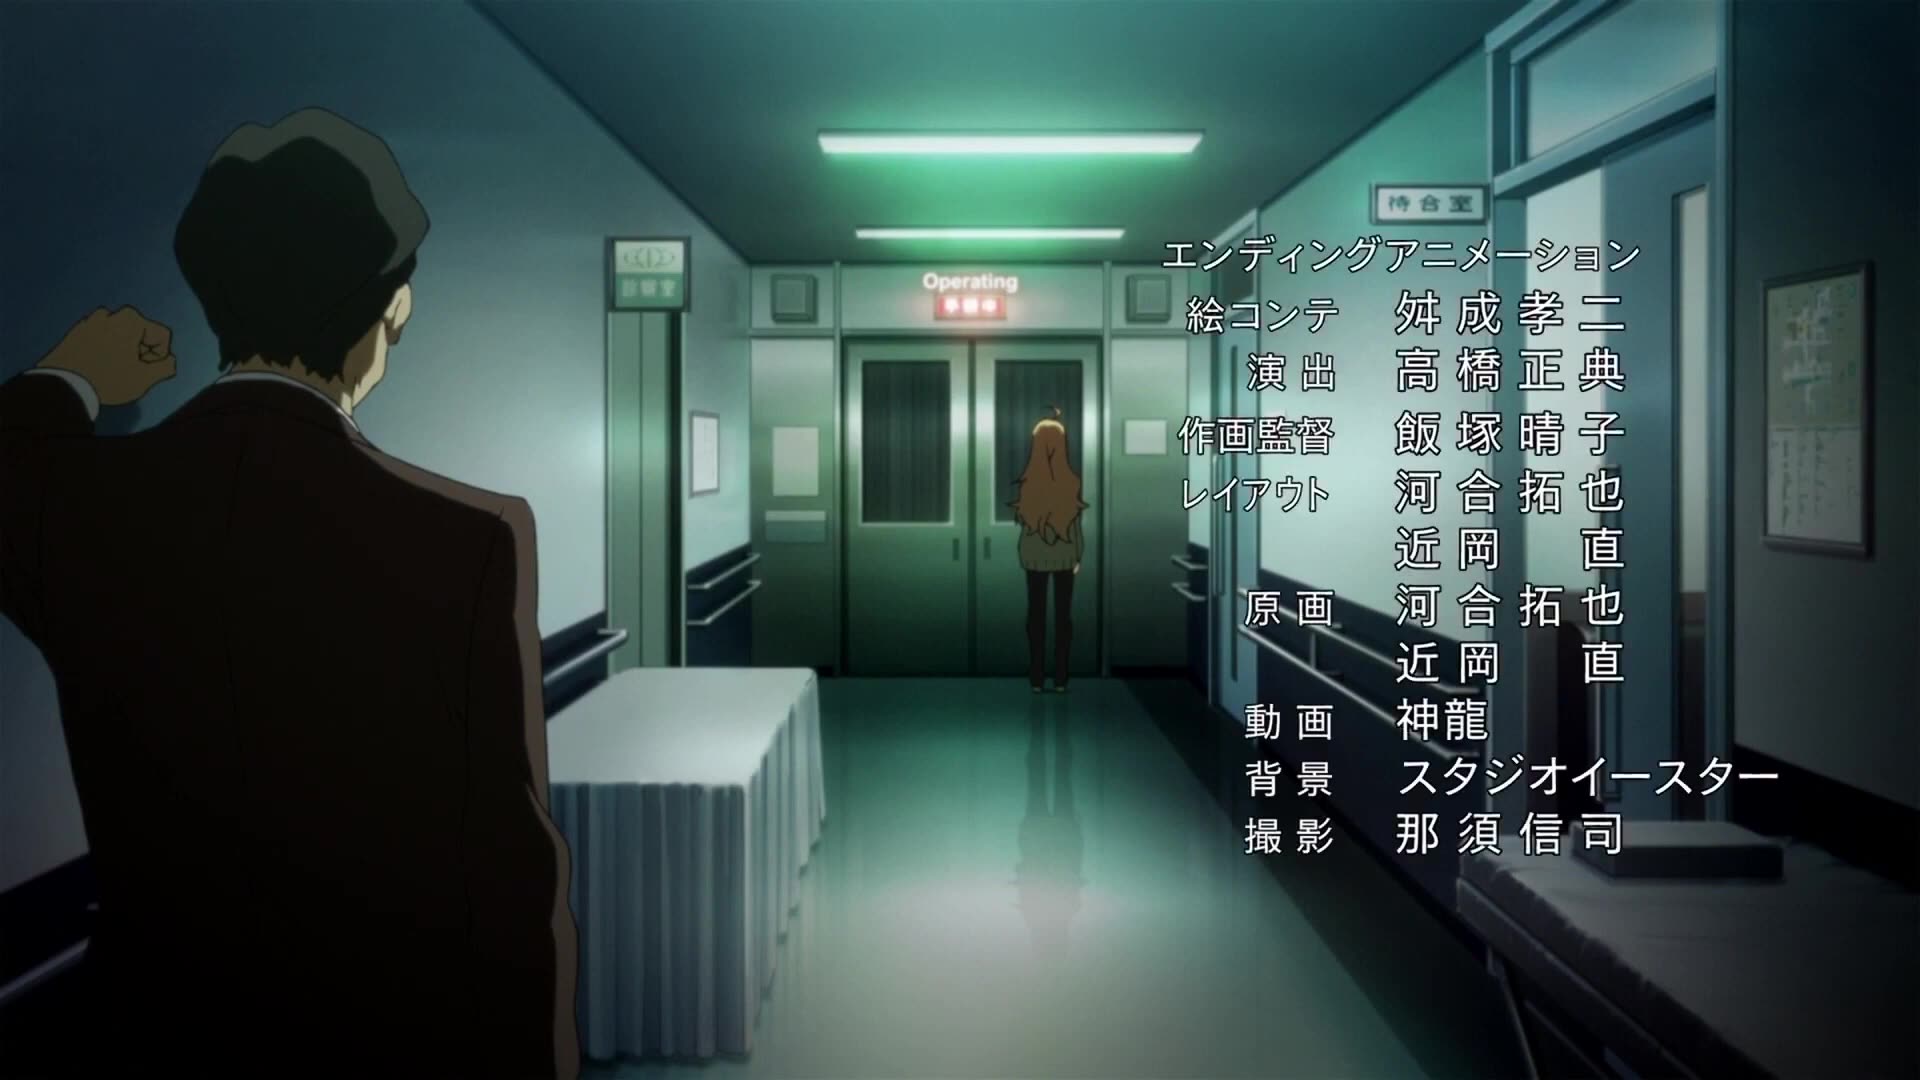 待合室
診察室
Operating
手術中
エンディングアニメーション
絵コンテ 舛成孝二
演出 高橋正典
作画監督 飯塚晴子
レイアウト 河合拓也
近岡 直
原画 河合拓也
近岡 直
動画 神龍
背景 スタジオイースター
撮影 那須信司